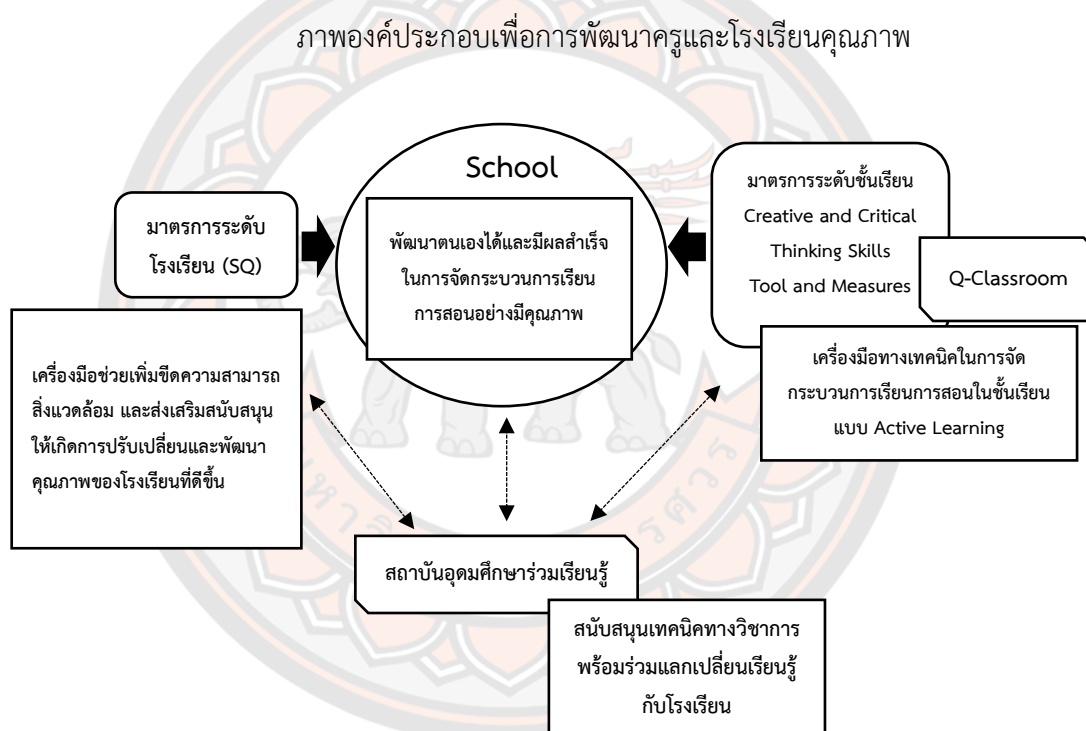 ภาพองค์ประกอบเพื่อการพัฒนาครูและโรงเรียนคุณภาพ
School
พัฒนาตนเองได้และมีผลสำเร็จ
ในการจัดกระบวนการเรียน
การสอนอย่างมีคุณภาพ
มาตรการระดับ
โรงเรียน (SQ)
เครื่องมือช่วยเพิ่มขีดความสามารถ
สิ่งแวดล้อม และส่งเสริมสนับสนุน
ให้เกิดการปรับเปลี่ยนและพัฒนา
คุณภาพของโรงเรียนที่ดีขึ้น
มาตรการระดับชั้นเรียน
Creative and Critical
Thinking Skills
Tool and Measures
Q-Classroom
เครื่องมือทางเทคนิคในการจัด
กระบวนการเรียนการสอนในชั้นเรียน
แบบ Active Learning
สถาบันอุดมศึกษาร่วมเรียนรู้
สนับสนุนเทคนิคทางวิชาการ
พร้อมร่วมแลกเปลี่ยนเรียนรู้
กับโรงเรียน